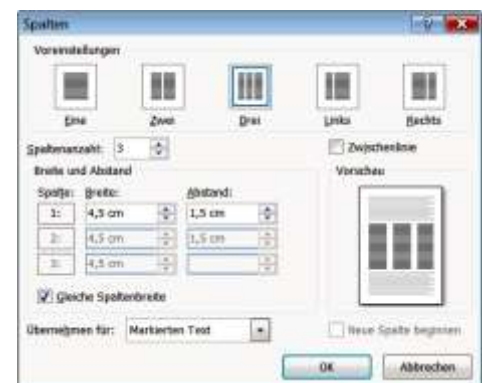 Spalten
Voreinstellungen
Eine Zwei Drei Links Rechts
Spaltenanzahl: 3 Zwischenlinie
Breite und Abstand Vorschau
Spalte: Breite: Abstand:
1: 4,5 cm 1,5 cm
2: 4,5 cm 1,5 cm
3: 4,5 cm
Gleiche Spaltenbreite
Übernehmen für: Markierten Text Neue Spalte beginnen
OK Abbrechen